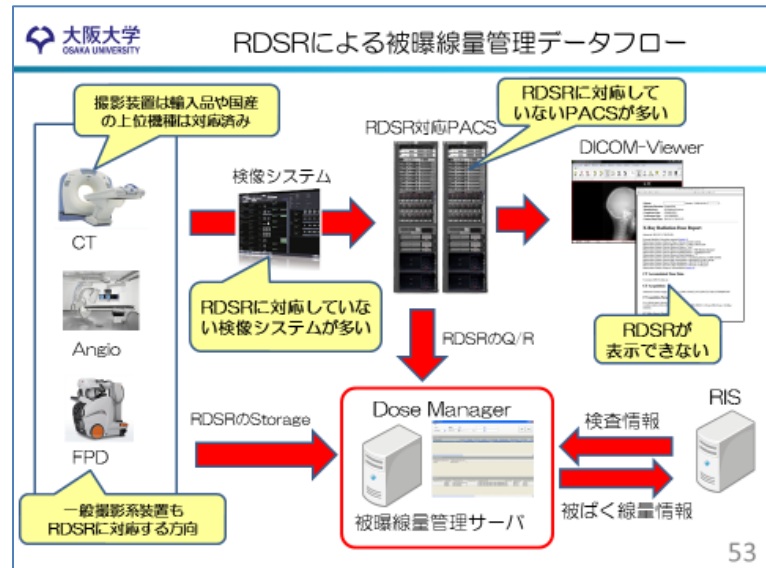 大阪大学
OSAKA UNIVERSITY
RDSRによる被曝線量管理データフロー
撮影装置は輸入品や国産
の上位機種は対応済み
RDSRに対応して
いないPACSが多い
RDSR対応PACS
DICOM-Viewer
検像システム
CT
RDSRに対応していな
い検像システムが多い
X-Ray Radiation Dose Report
RDSRが
表示できない
Angio
RDSRのQ/R
FPD
RDSRのStorage
Dose Manager
被曝線量管理サーバ
RIS
検査情報
被ばく線量情報
一般撮影系装置も
RDSRに対応する方向
53